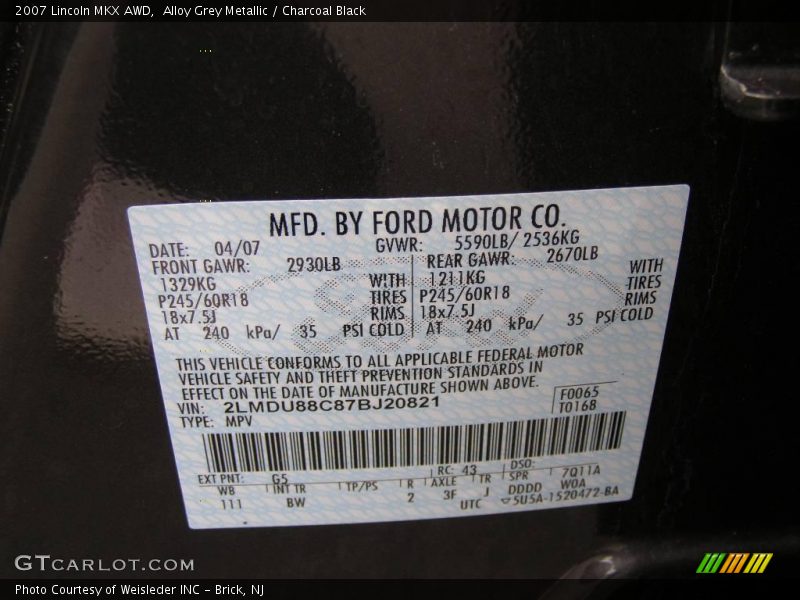 2007 Lincoln MKX AWD,  Alloy Grey Metallic / Charcoal Black
MFD. BY FORD MOTOR CO.
DATE: 04/07 GVWR: 5590LB/ 2536KG
FRONT GAWR: 2930LB REAR GAWR: 2670LB
1329KG WITH 1211KG WITH
P245/60R18 TIRES P245/60R18 TIRES
18x7.5J RIMS 18x7.5J RIMS
AT 240 kPa/ 35 PSI COLD AT 240 kPa/ 35 PSI COLD
THIS VEHICLE CONFORMS TO ALL APPLICABLE FEDERAL MOTOR
VEHICLE SAFETY AND THEFT PREVENTION STANDARDS IN
EFFECT ON THE DATE OF MANUFACTURE SHOWN ABOVE.
VIN: 2LMDU88C87BJ20821 F0065
TYPE: MPV T0168
EXT PNT: G5 RC: 43 DSO:
WB INT TR TP/PS R AXLE TR SPR 7Q11A
111 BW 2 3F J DDDD W0A
UTC 5U5A-1520472-BA
GTCARLOT.COM
Photo Courtesy of Weisleder INC - Brick, NJ